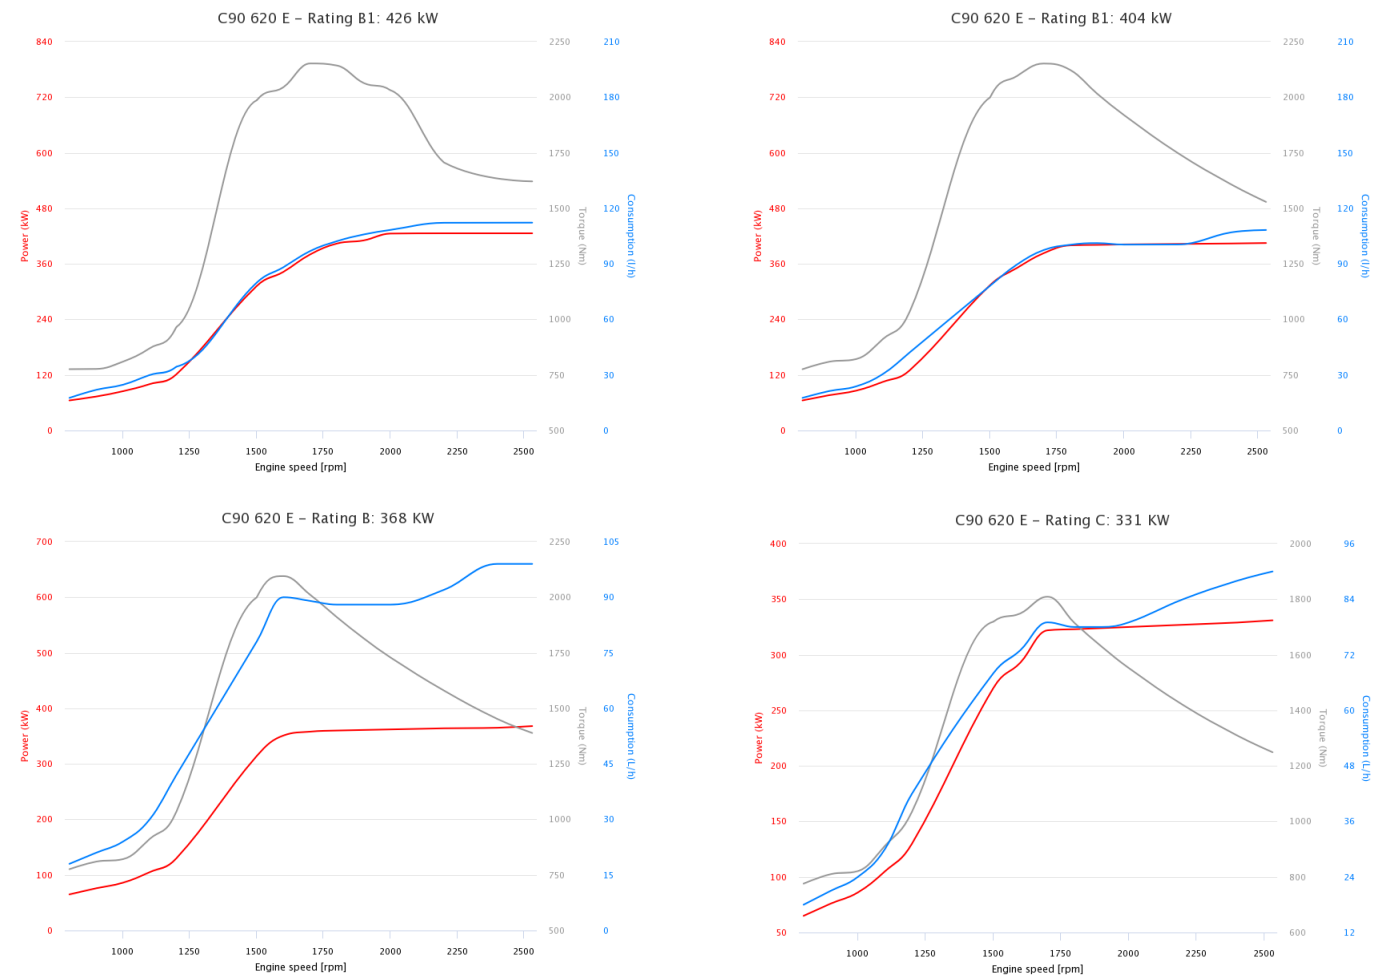 C90 620 E – Rating B1: 426 kW
840 2250 210
720 2000 180
600 1750 150
480 1500 120
360 1250 90
240 1000 60
120 750 30
0 500 0
Power (kW)
Torque (Nm)
Consumption (l/h)
1000 1250 1500 1750 2000 2250 2500
Engine speed [rpm]
C90 620 E – Rating B1: 404 kW
840 2250 210
720 2000 180
600 1750 150
480 1500 120
360 1250 90
240 1000 60
120 750 30
0 500 0
Power (kW)
Torque (Nm)
Consumption (l/h)
1000 1250 1500 1750 2000 2250 2500
Engine speed [rpm]
C90 620 E – Rating B: 368 KW
700 2250 105
600 2000 90
500 1750 75
400 1500 60
300 1250 45
200 1000 30
100 750 15
0 500 0
Power (kW)
Torque (Nm)
Consumption (L/h)
1000 1250 1500 1750 2000 2250 2500
Engine speed [rpm]
C90 620 E – Rating C: 331 KW
400 2000 96
350 1800 84
300 1600 72
250 1400 60
200 1200 48
150 1000 36
100 800 24
50 600 12
Power (kW)
Torque (Nm)
Consumption (L/h)
1000 1250 1500 1750 2000 2250 2500
Engine speed [rpm]